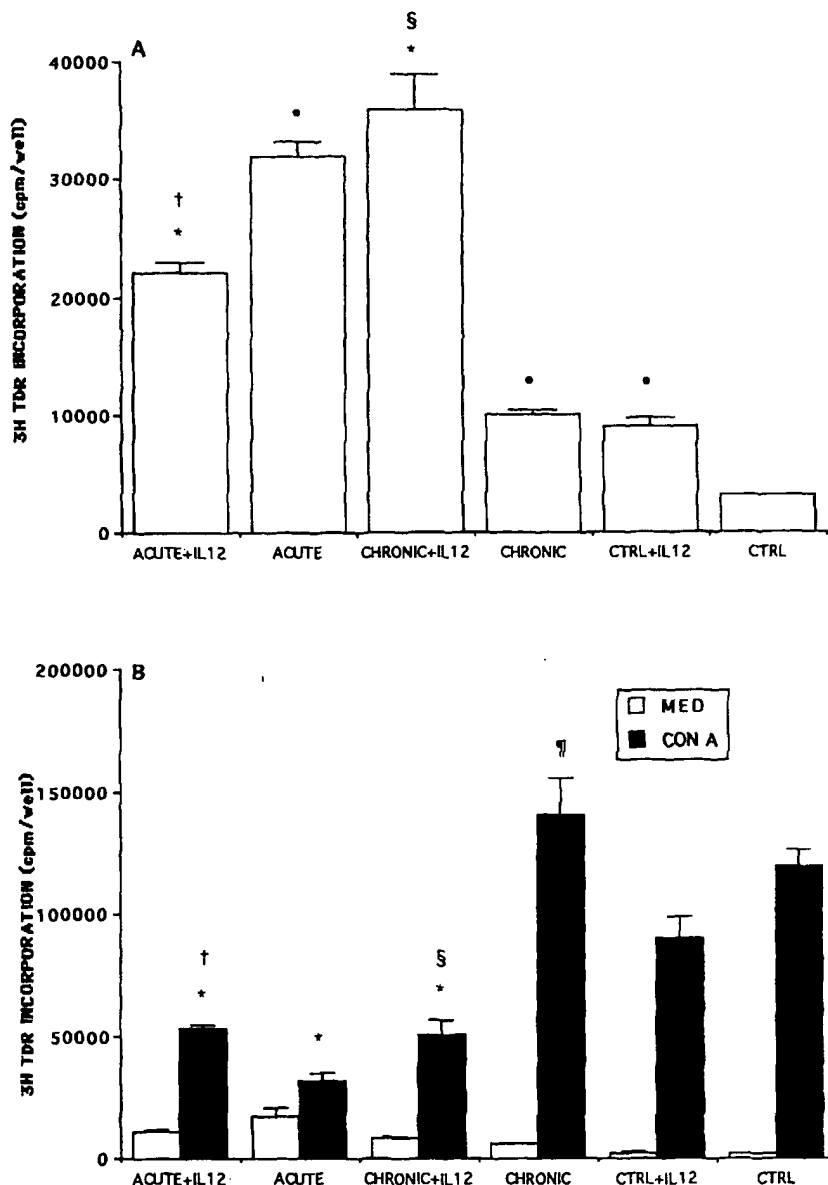 A
3H TDR INCORPORATION (cpm/well)
40000
30000
20000
10000
0
†
*
•
§
*
•
•
ACUTE+IL12 ACUTE CHRONIC+IL12 CHRONIC CTRL+IL12 CTRL
B
3H TDR INCORPORATION (cpm/well)
200000
150000
100000
50000
0
MED
CON A
†
*
*
§
*
¶
ACUTE+IL12 ACUTE CHRONIC+IL12 CHRONIC CTRL+IL12 CTRL